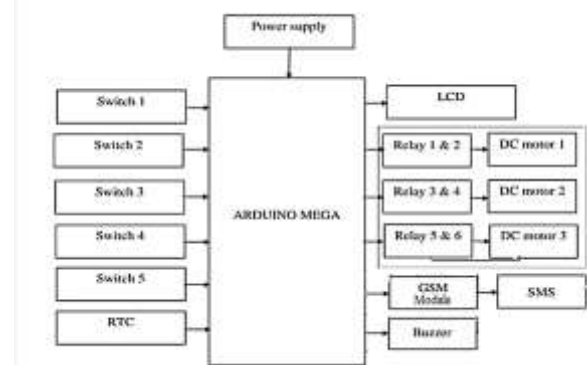 Power supply
Switch 1
Switch 2
Switch 3
Switch 4
Switch 5
RTC
ARDUINO MEGA
LCD
Relay 1 & 2
DC motor 1
Relay 3 & 4
DC motor 2
Relay 5 & 6
DC motor 3
GSM
Module
SMS
Buzzer